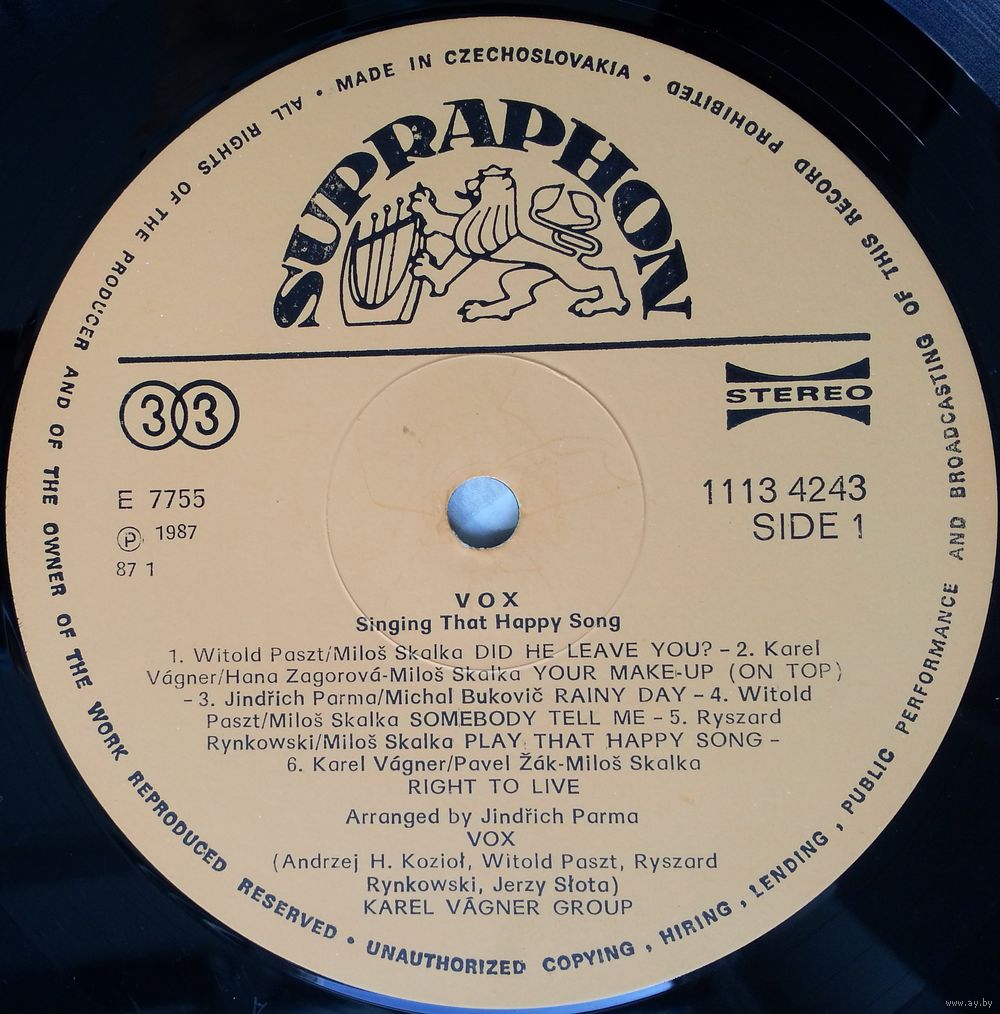 MADE IN CZECHOSLOVAKIA • PROHIBITED
ALL RIGHTS OF THE PRODUCER AND OF THE OWNER OF THE WORK REPRODUCED RESERVED • UNAUTHORIZED COPYING, HIRING, LENDING, PUBLIC PERFORMANCE AND BROADCASTING OF THIS RECORD
SUPRAPHON
33
STEREO
E 7755
1113 4243
Ⓟ 1987
SIDE 1
87 1
VOX
Singing That Happy Song
1. Witold Paszt/Miloš Skalka DID HE LEAVE YOU? – 2. Karel
Vágner/Hana Zagorová-Miloš Skalka YOUR MAKE-UP (ON TOP)
– 3. Jindřich Parma/Michal Bukovič RAINY DAY – 4. Witold
Paszt/Miloš Skalka SOMEBODY TELL ME – 5. Ryszard
Rynkowski/Miloš Skalka PLAY THAT HAPPY SONG –
6. Karel Vágner/Pavel Žák-Miloš Skalka
RIGHT TO LIVE
Arranged by Jindřich Parma
VOX
(Andrzej H. Kozioł, Witold Paszt, Ryszard
Rynkowski, Jerzy Słota)
KAREL VÁGNER GROUP
www.ay.by